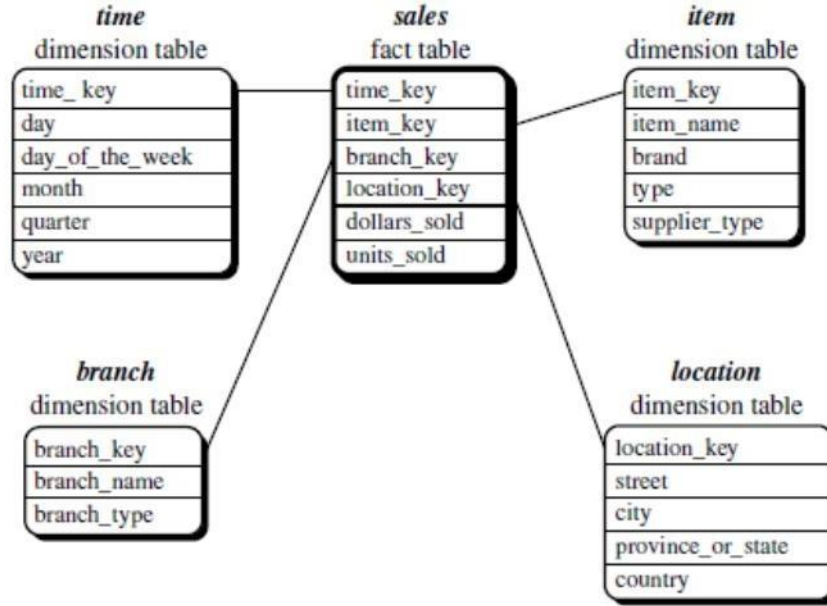 time
dimension table
time_ key
day
day_of_the_week
month
quarter
year
sales
fact table
time_key
item_key
branch_key
location_key
dollars_sold
units_sold
item
dimension table
item_key
item_name
brand
type
supplier_type
branch
dimension table
branch_key
branch_name
branch_type
location
dimension table
location_key
street
city
province_or_state
country